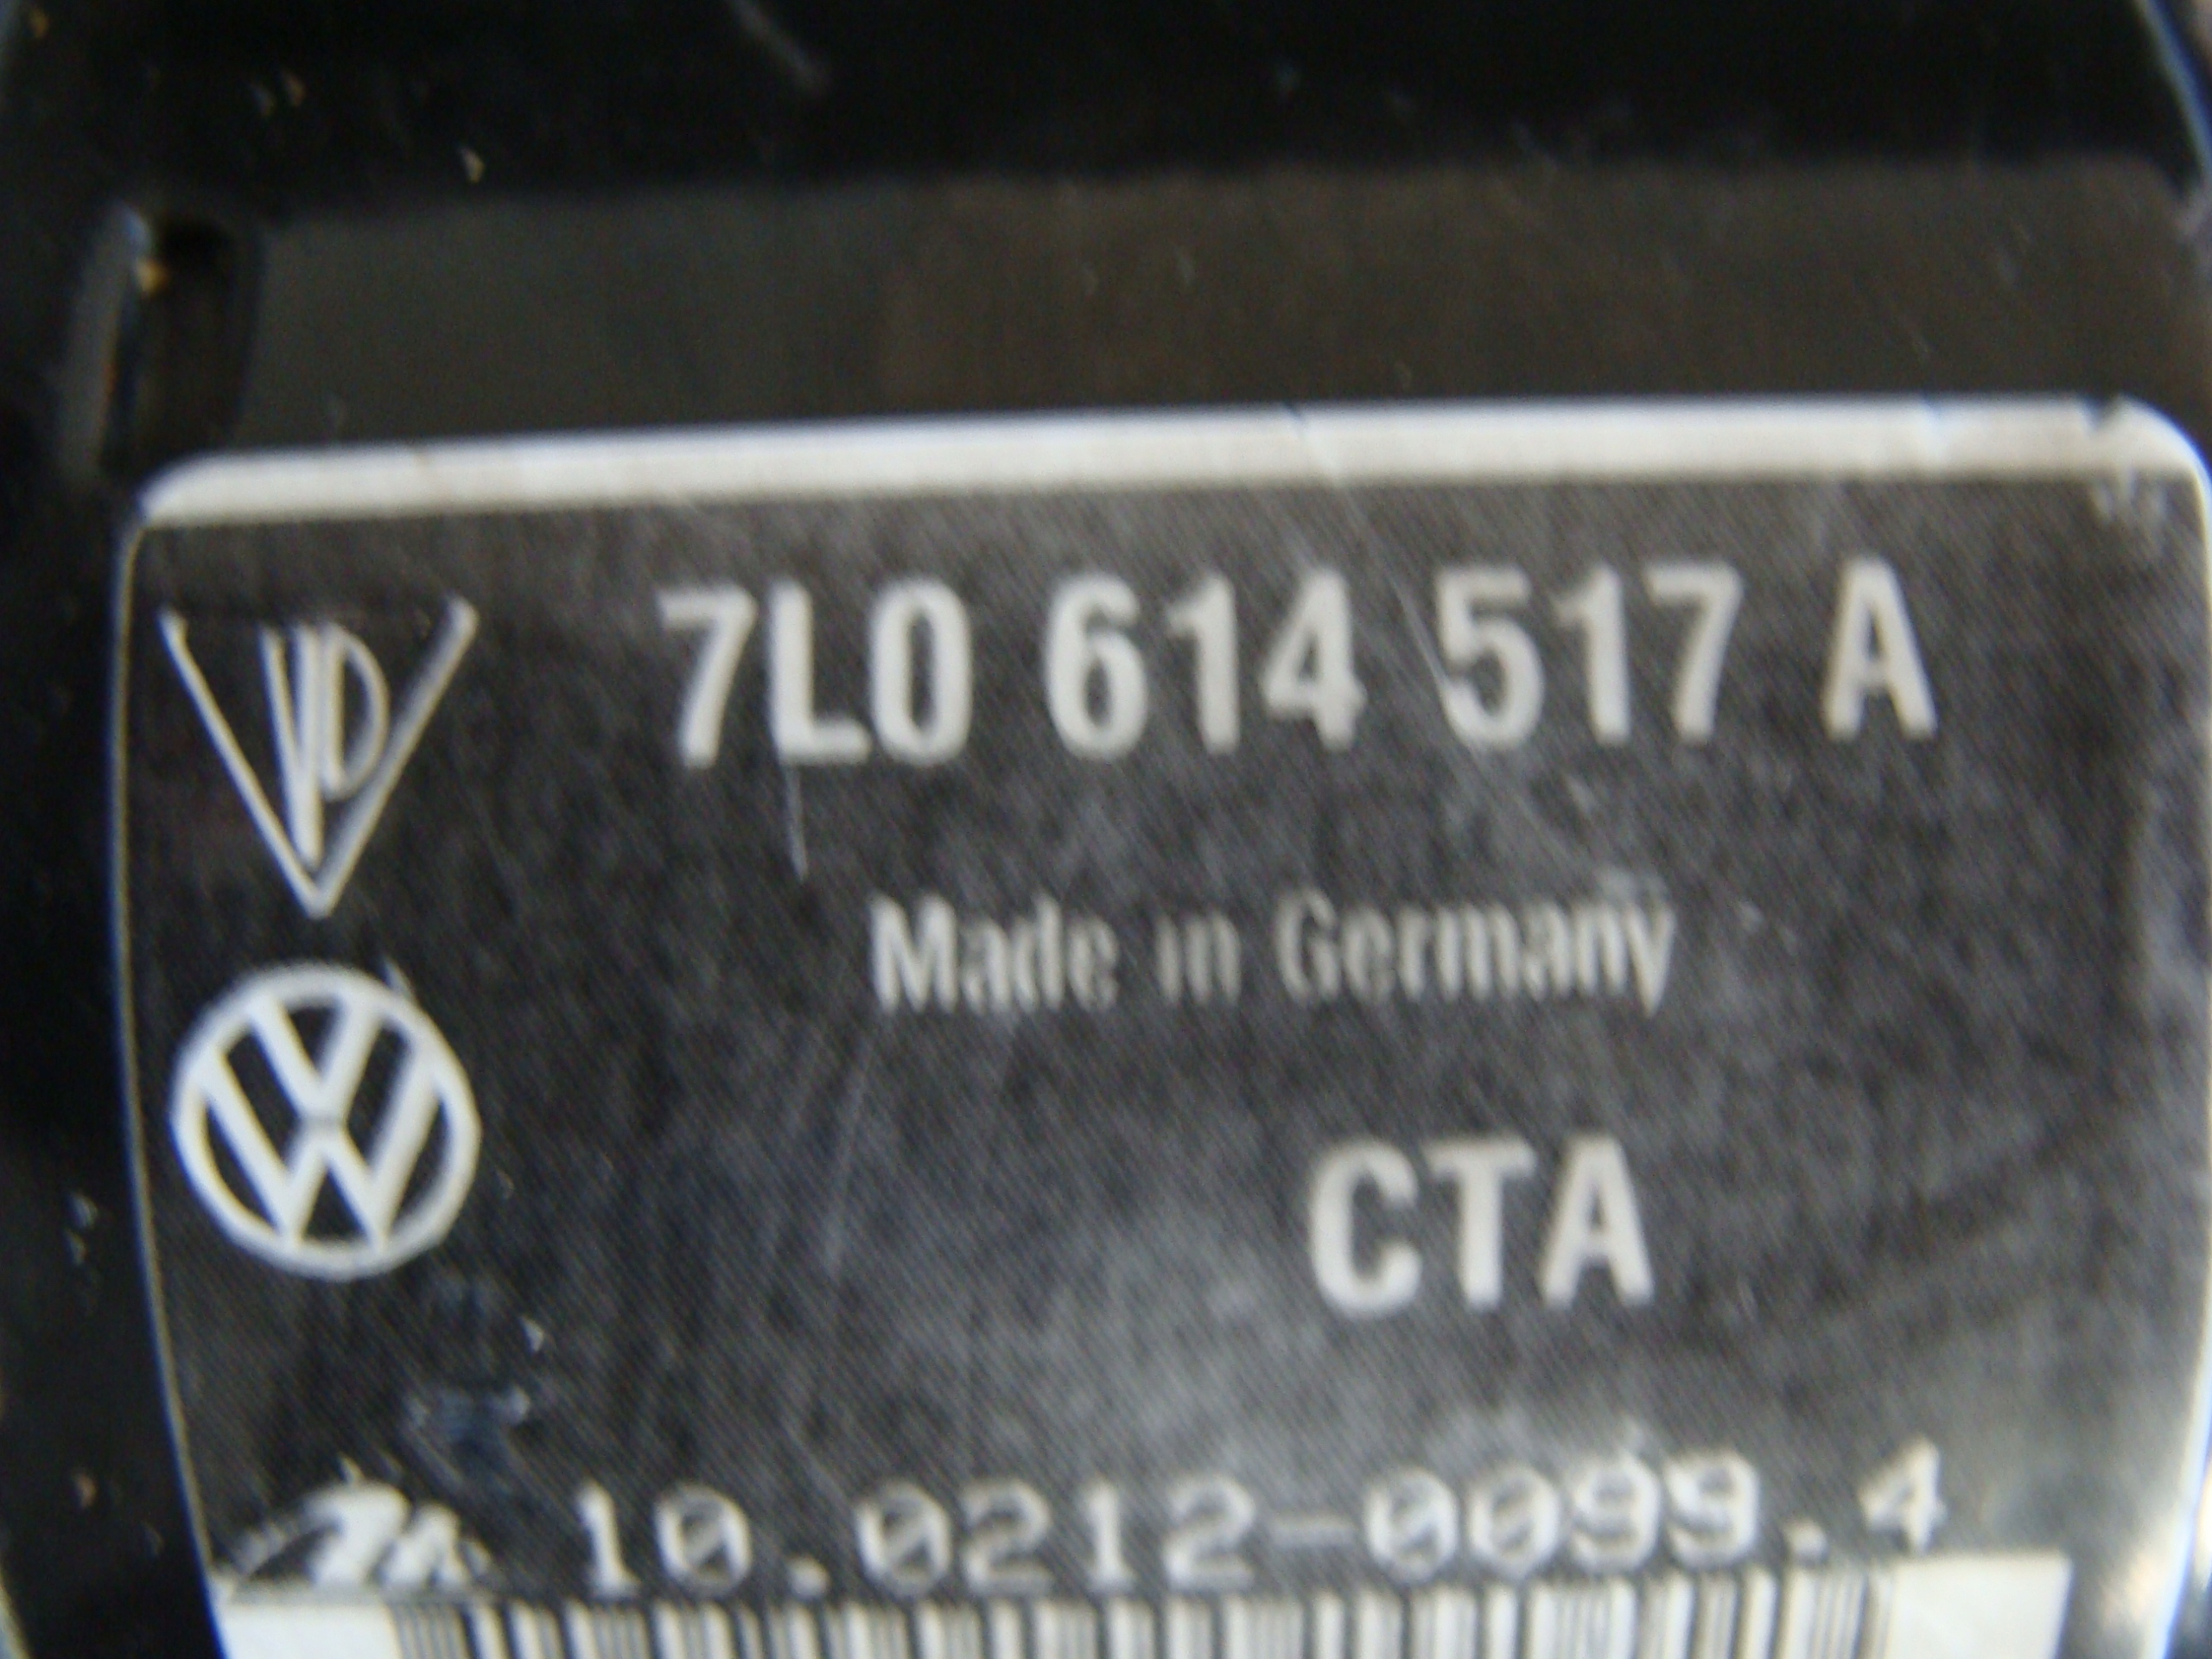 7L0 614 517 A
Made in Germany
CTA
10.0212-0099.4